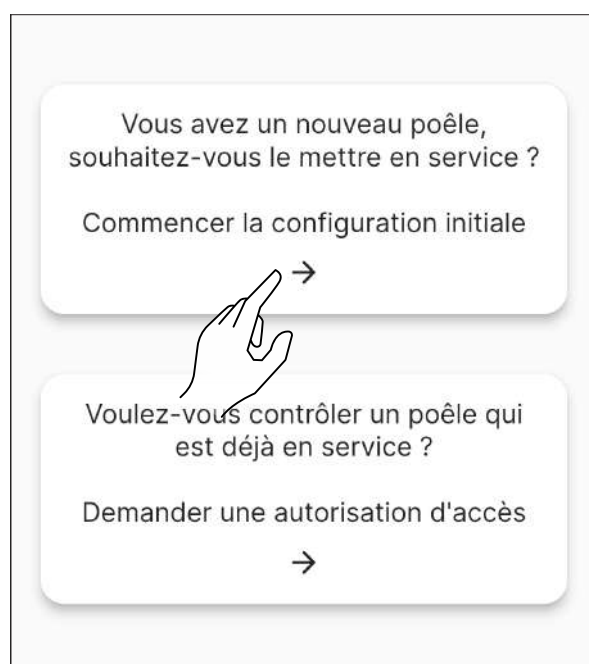 Vous avez un nouveau poêle,
souhaitez-vous le mettre en service ?
Commencer la configuration initiale
→
Voulez-vous contrôler un poêle qui
est déjà en service ?
Demander une autorisation d'accès
→